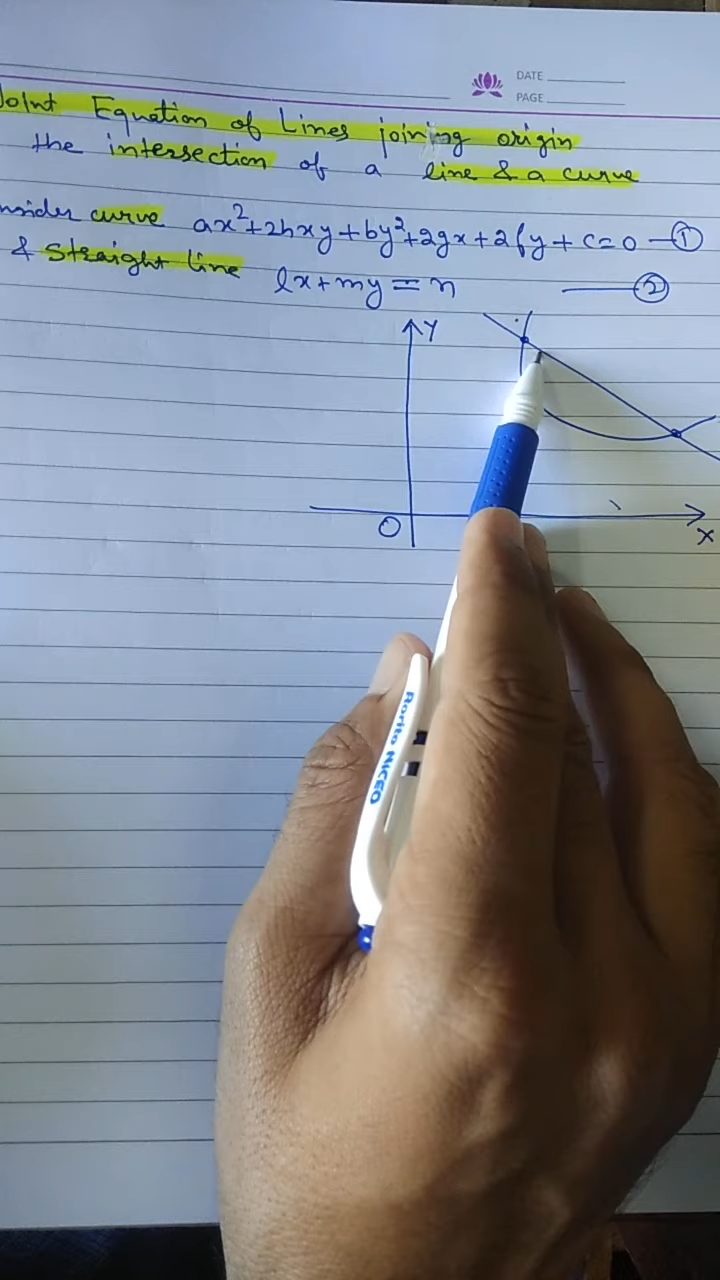 DATE
PAGE
Joint Equation of Lines joining origin
the intersection of a line & a curve
curve ax²+2hxy+by²+2gx+2fy+c=0 —①
& straight line lx+my=n —②
Y
O
X
Rorito NICEO